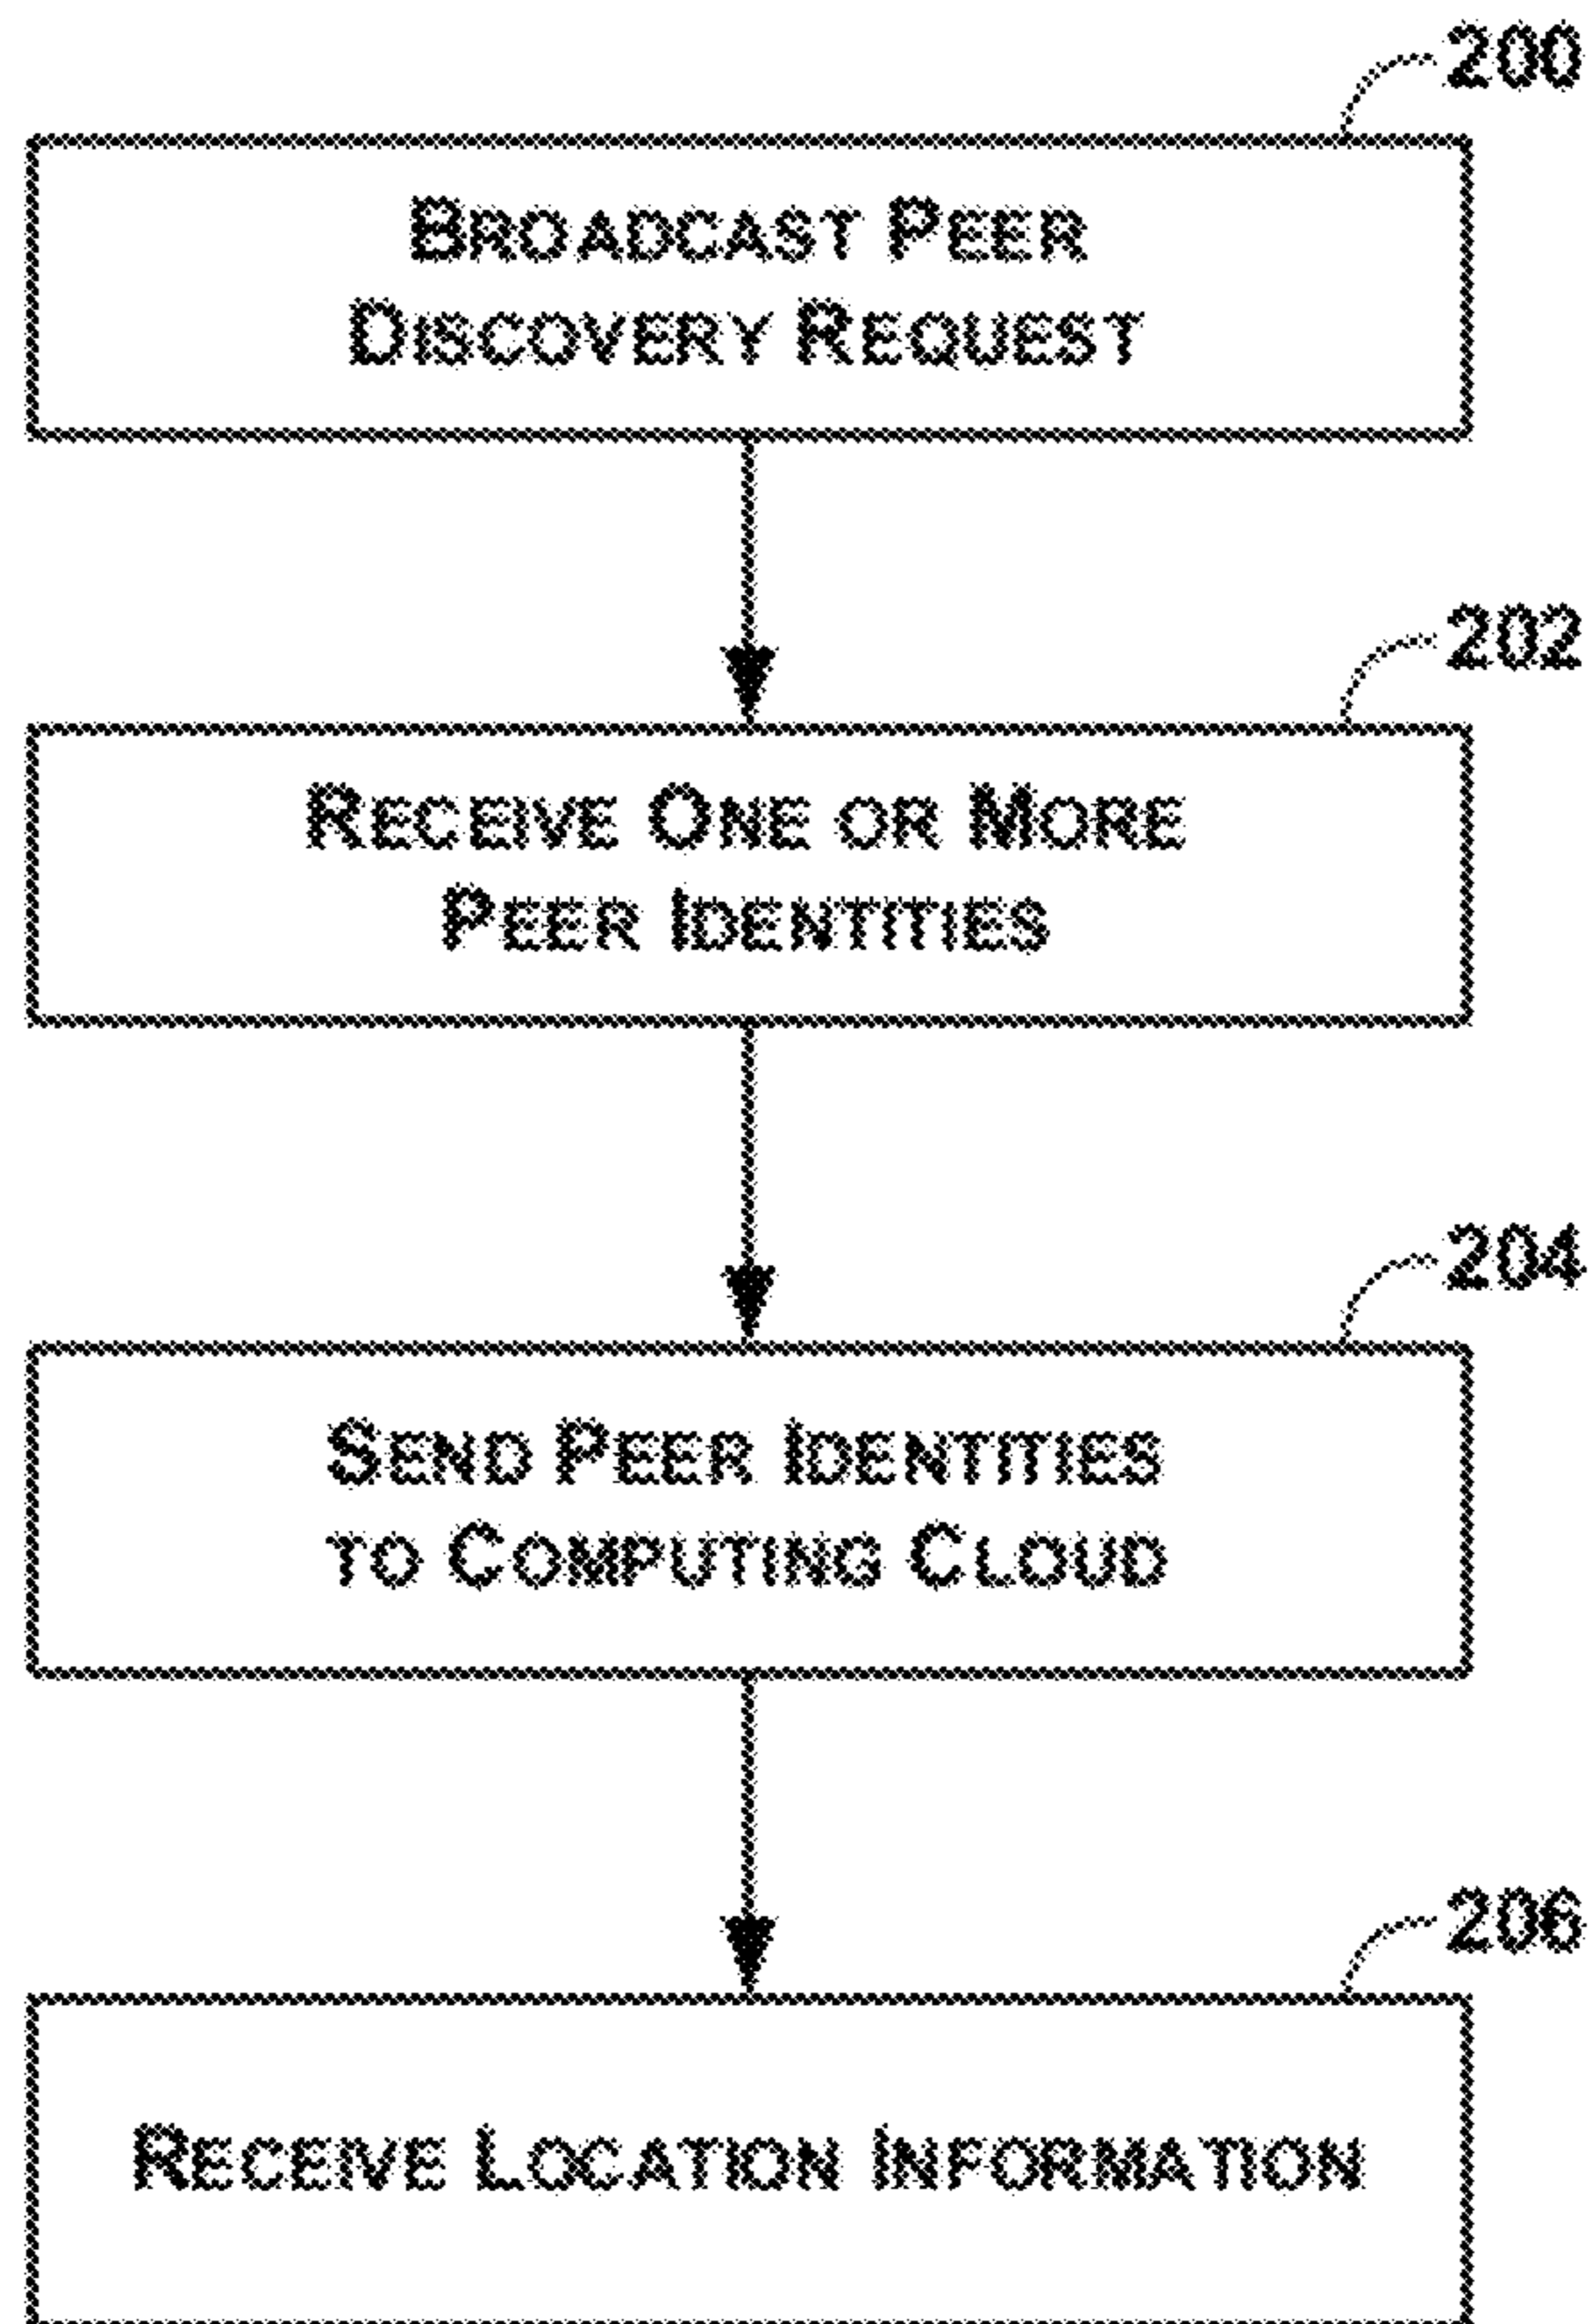 200
BROADCAST PEER
DISCOVERY REQUEST
202
RECEIVE ONE OR MORE
PEER IDENTITIES
204
SEND PEER IDENTITIES
TO COMPUTING CLOUD
206
RECEIVE LOCATION INFORMATION